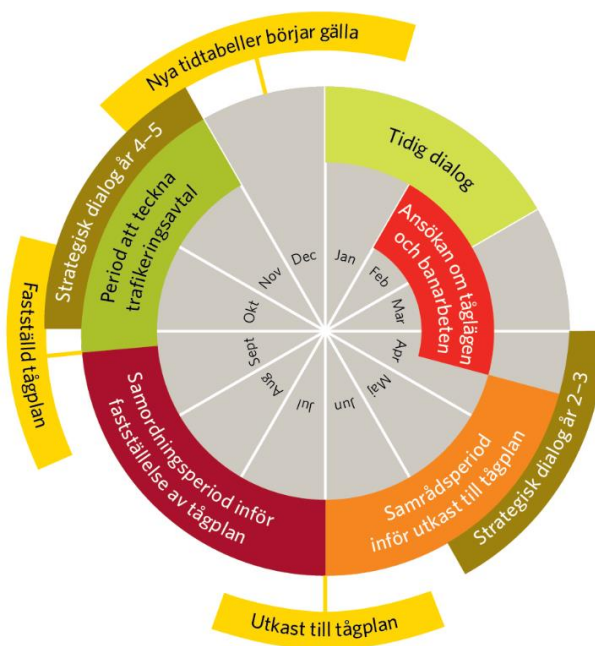 Nya tidtabeller börjar gälla
Strategisk dialog år 4–5
Period att teckna
trafikeringsavtal
Tidig dialog
Ansökan om tåglägen
och banarbeten
Fastställd tågplan
Jan
Feb
Mar
Apr
Maj
Jun
Jul
Aug
Sept
Okt
Nov
Dec
Samordningsperiod inför
fastställelse av tågplan
Samrådsperiod
inför utkast till tågplan
Strategisk dialog år 2–3
Utkast till tågplan